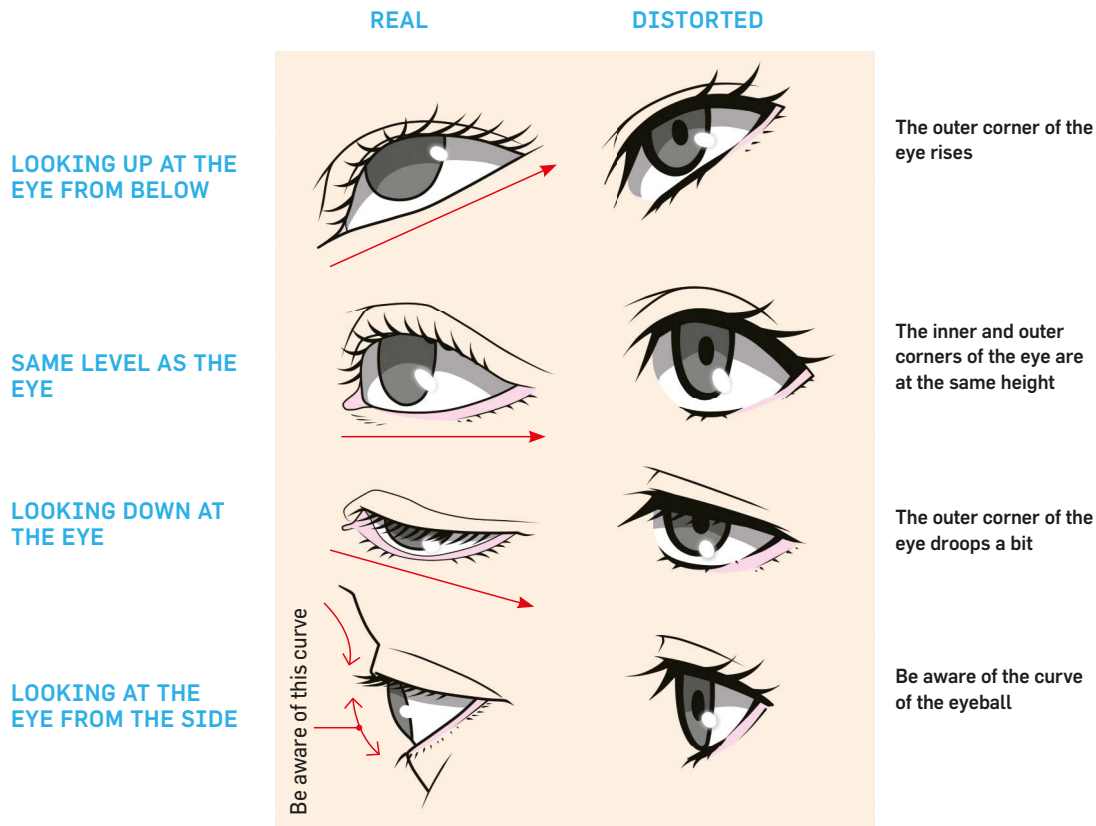 REAL
DISTORTED
LOOKING UP AT THE
EYE FROM BELOW
The outer corner of the
eye rises
SAME LEVEL AS THE
EYE
The inner and outer
corners of the eye are
at the same height
LOOKING DOWN AT
THE EYE
The outer corner of the
eye droops a bit
LOOKING AT THE
EYE FROM THE SIDE
Be aware of this curve
Be aware of the curve
of the eyeball